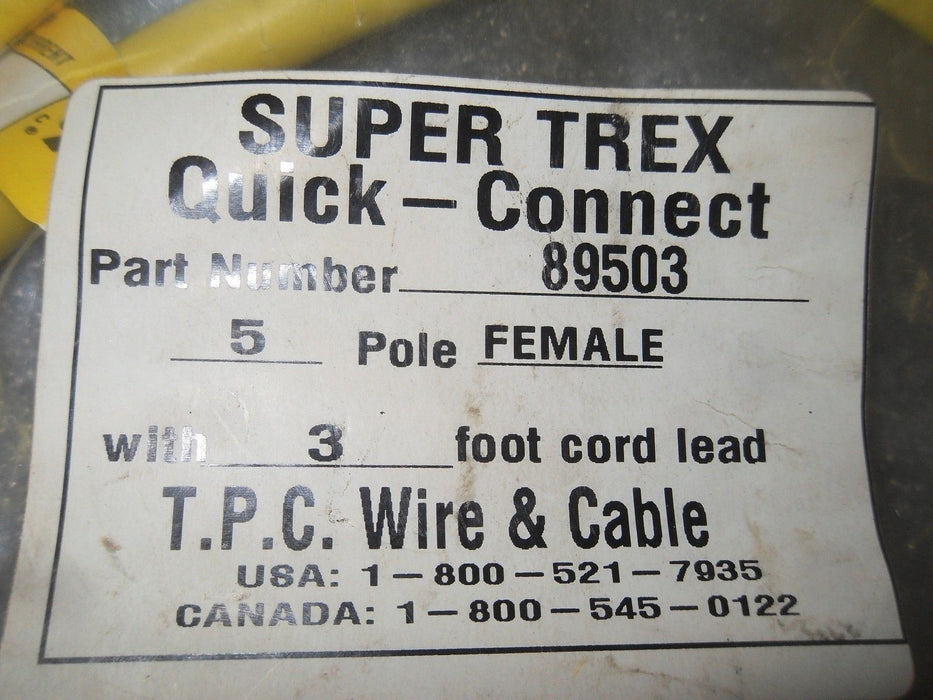 SUPER TREX
Quick — Connect
Part Number 89503
5 Pole FEMALE
with 3 foot cord lead
T.P.C. Wire & Cable
USA: 1 — 800 — 521 — 7935
CANADA: 1 — 800 — 545 — 0122